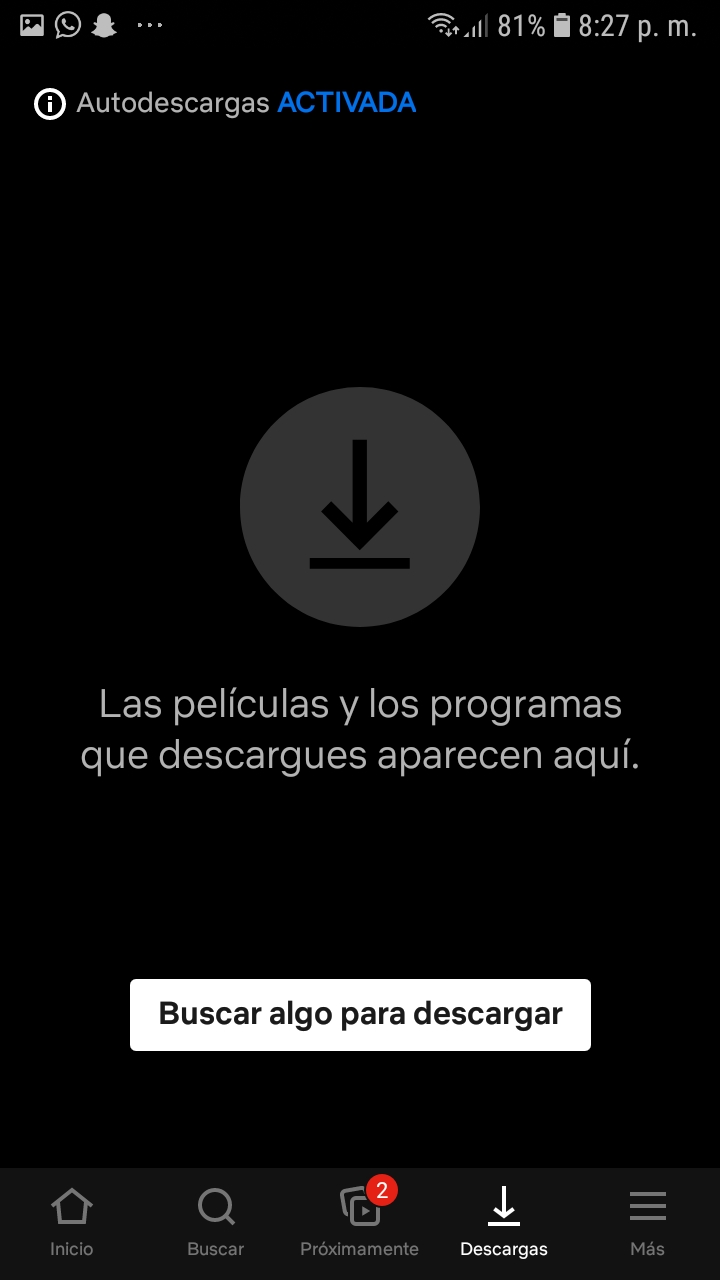 81% 8:27 p. m.
Autodescargas ACTIVADA
Las películas y los programas
que descargues aparecen aquí.
Buscar algo para descargar
2
Inicio Buscar Próximamente Descargas Más